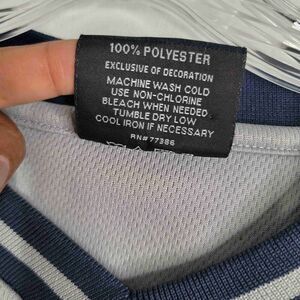 100% POLYESTER
EXCLUSIVE OF DECORATION
MACHINE WASH COLD
USE NON-CHLORINE
BLEACH WHEN NEEDED
TUMBLE DRY LOW
COOL IRON IF NECESSARY
RN#77386